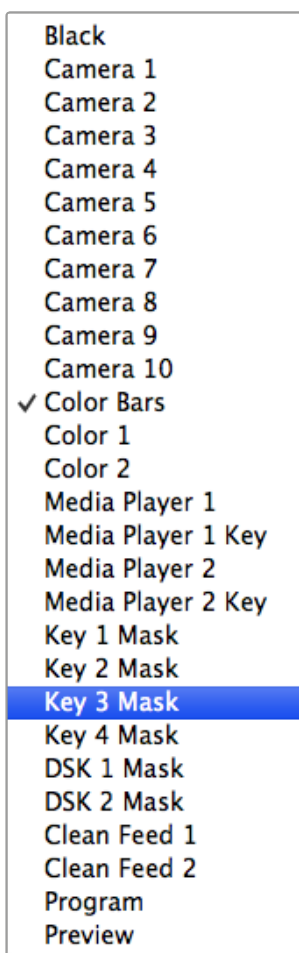 Black
Camera 1
Camera 2
Camera 3
Camera 4
Camera 5
Camera 6
Camera 7
Camera 8
Camera 9
Camera 10
✓ Color Bars
Color 1
Color 2
Media Player 1
Media Player 1 Key
Media Player 2
Media Player 2 Key
Key 1 Mask
Key 2 Mask
Key 3 Mask
Key 4 Mask
DSK 1 Mask
DSK 2 Mask
Clean Feed 1
Clean Feed 2
Program
Preview